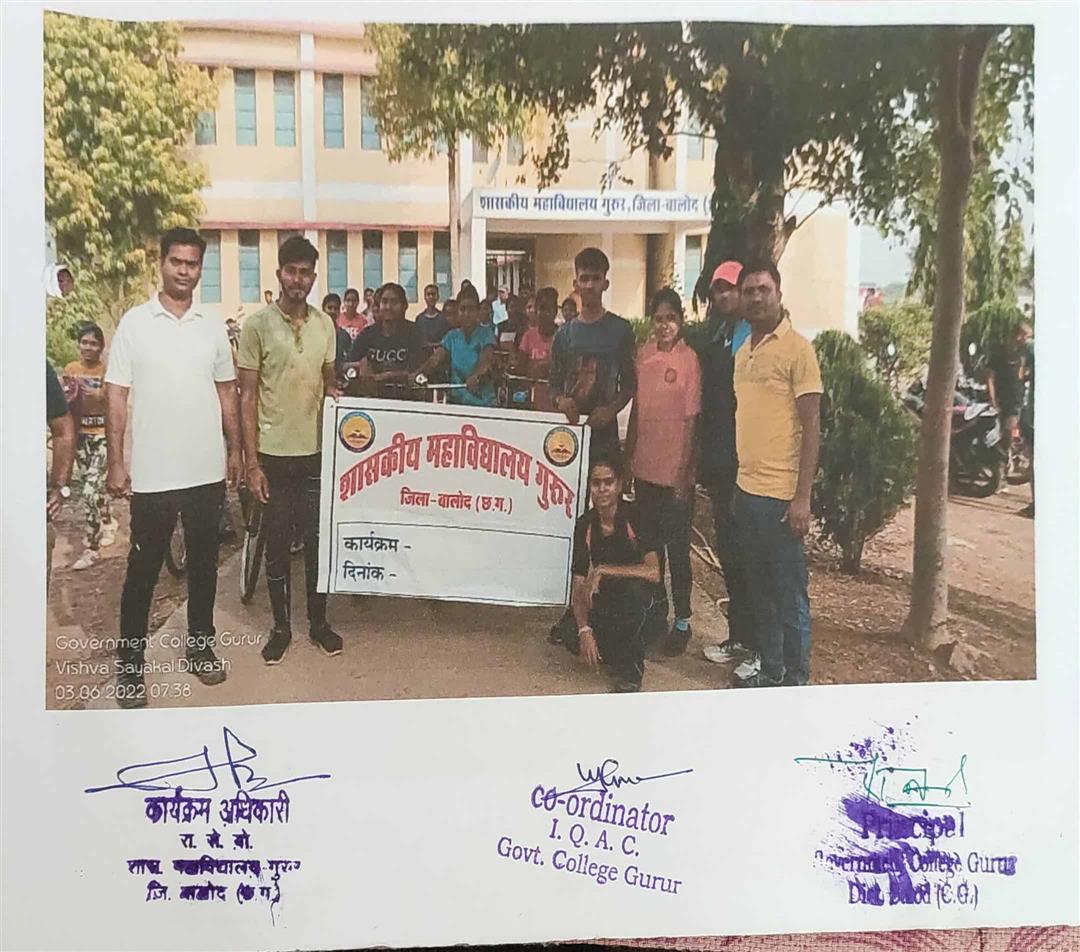 शासकीय महाविद्यालय गुरुर, जिला-बालोद (
GUCC
शासकीय महाविद्यालय गुरुर
जिला-बालोद (छ.ग.)
कार्यक्रम -
दिनांक -
Government College Gurur
Vishva Sayakal Divash
03.06.2022 07:38
कार्यक्रम अधिकारी
रा. से. यो.
शास. महाविद्यालय गुरुर
जि. बालोद (छ.ग.)
co-ordinator
I. Q. A. C.
Govt. College Gurur
Principal
Government College Gurur
Dist. Balod (C.G.)